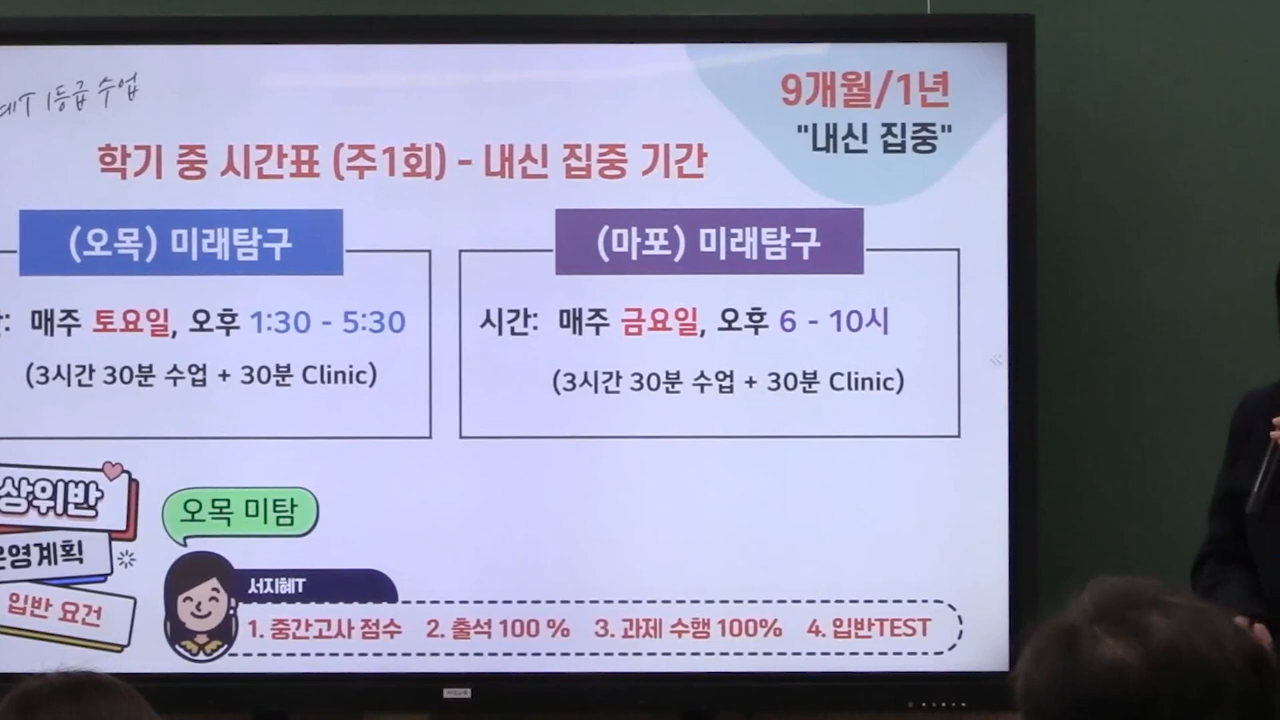 1등급 수업
9개월/1년
"내신 집중"
학기 중 시간표 (주1회) - 내신 집중 기간
(오목) 미래탐구
매주 토요일, 오후 1:30 - 5:30
(3시간 30분 수업 + 30분 Clinic)
(마포) 미래탐구
시간: 매주 금요일, 오후 6 - 10시
(3시간 30분 수업 + 30분 Clinic)
상위반
운영계획
입반 요건
오목 미탐
서지혜T
1. 중간고사 점수 2. 출석 100 % 3. 과제 수행 100% 4. 입반TEST